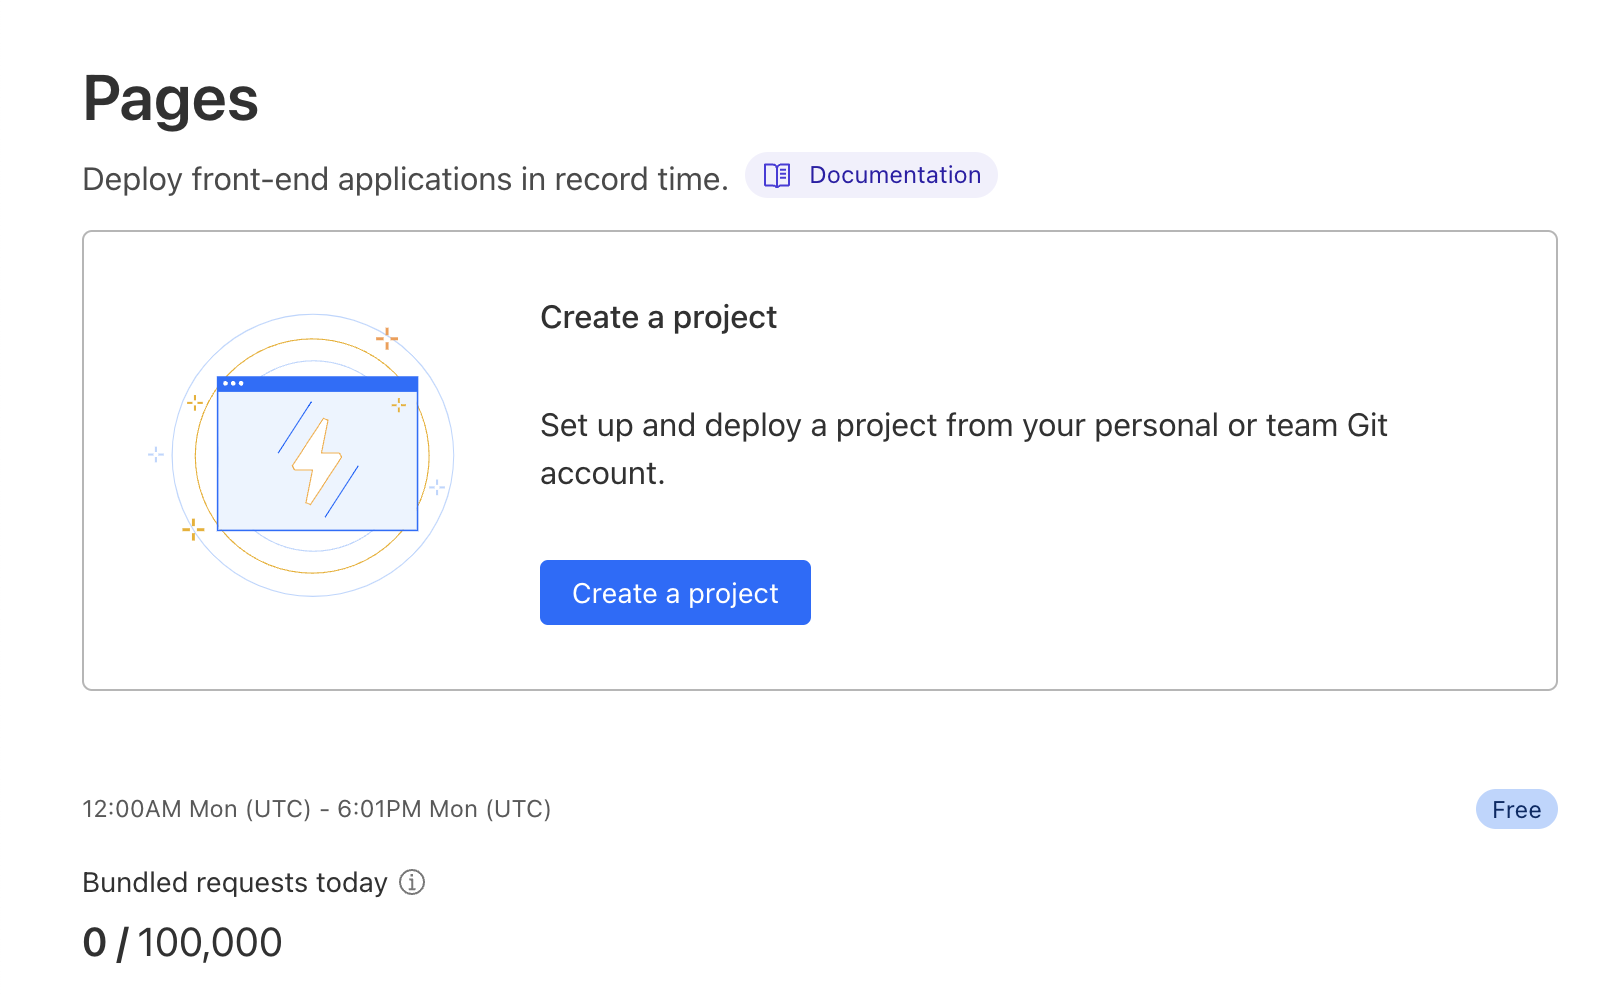 Pages
Deploy front-end applications in record time.
Documentation
Create a project
Set up and deploy a project from your personal or team Git
account.
Create a project
12:00AM Mon (UTC) - 6:01PM Mon (UTC)
Free
Bundled requests today
0 / 100,000